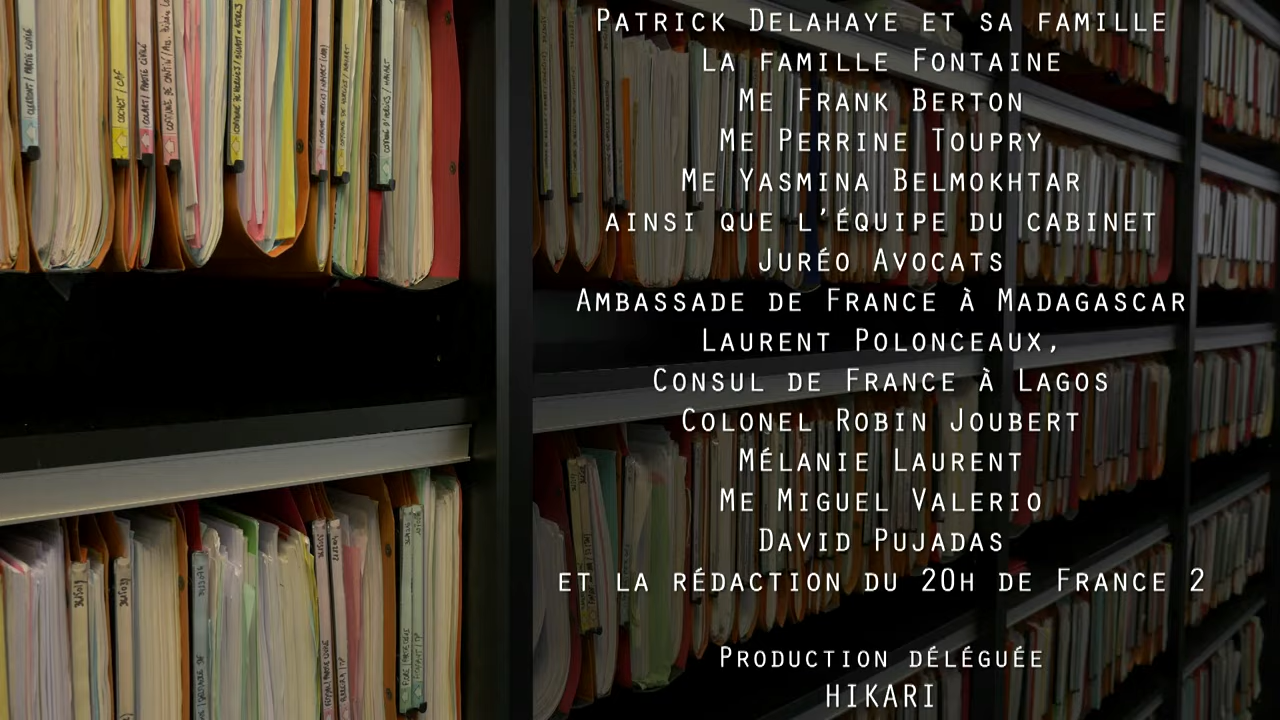 PATRICK DELAHAYE ET SA FAMILLE
LA FAMILLE FONTAINE
ME FRANK BERTON
ME PERRINE TOUPRY
ME YASMINA BELMOKHTAR
AINSI QUE L'ÉQUIPE DU CABINET
JURÉO AVOCATS
AMBASSADE DE FRANCE À MADAGASCAR
LAURENT POLONCEAUX,
CONSUL DE FRANCE À LAGOS
COLONEL ROBIN JOUBERT
MÉLANIE LAURENT
ME MIGUEL VALERIO
DAVID PUJADAS
ET LA RÉDACTION DU 20H DE FRANCE 2
PRODUCTION DÉLÉGUÉE
HIKARI